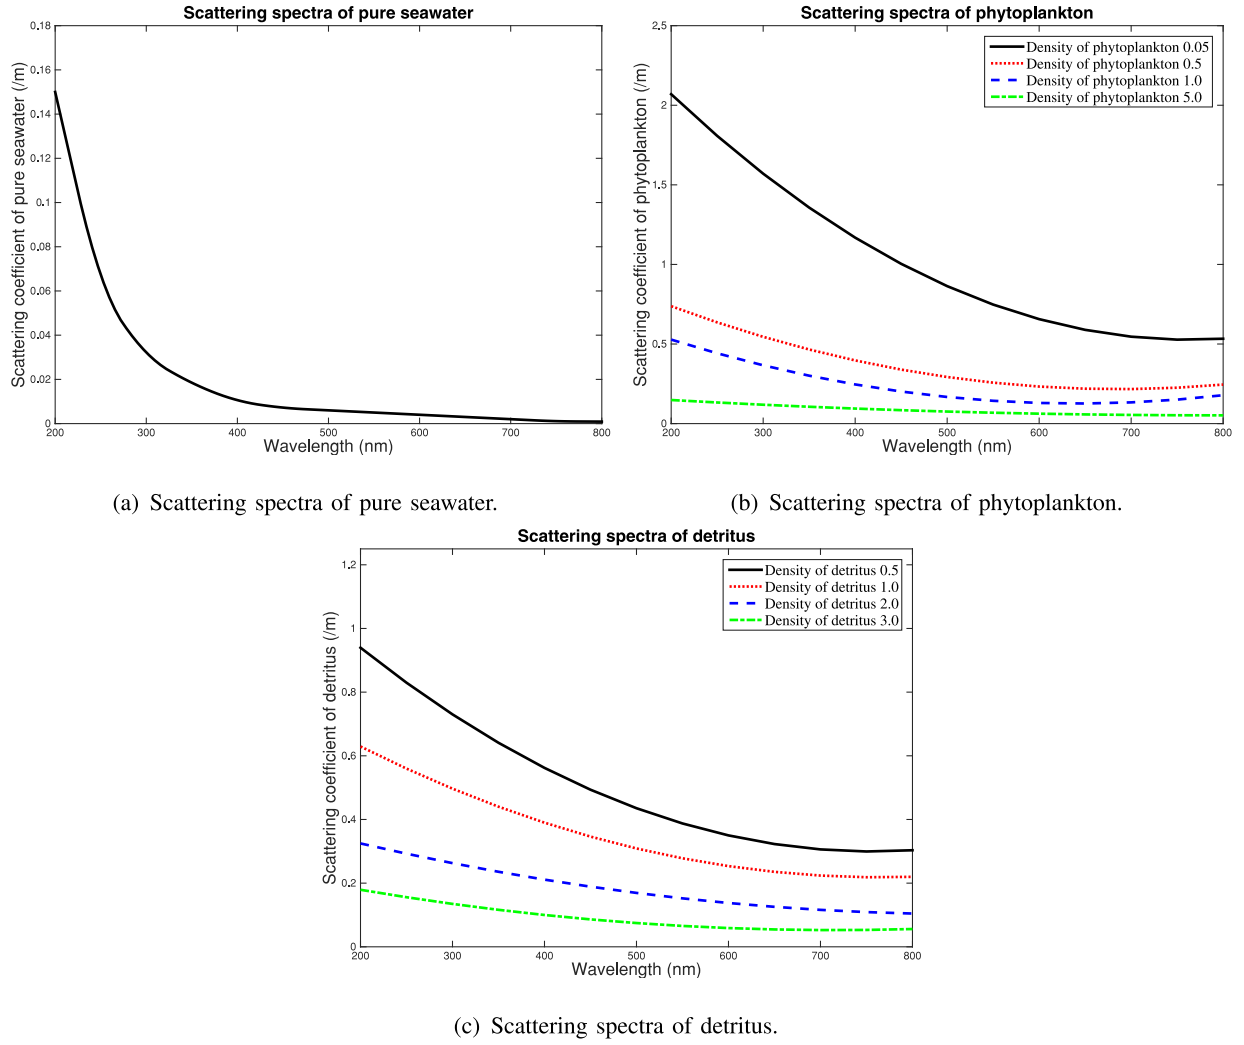 Scattering spectra of pure seawater
Scattering coefficient of pure seawater (/m)
0.18
0.16
0.14
0.12
0.1
0.08
0.06
0.04
0.02
0
200 300 400 500 600 700 800
Wavelength (nm)
(a) Scattering spectra of pure seawater.
Scattering spectra of phytoplankton
Scattering coefficient of phytoplankton (/m)
2.5
2
1.5
1
0.5
0
Density of phytoplankton 0.05
Density of phytoplankton 0.5
Density of phytoplankton 1.0
Density of phytoplankton 5.0
200 300 400 500 600 700 800
Wavelength (nm)
(b) Scattering spectra of phytoplankton.
Scattering spectra of detritus
Scattering coefficient of detritus (/m)
1.2
1
0.8
0.6
0.4
0.2
0
Density of detritus 0.5
Density of detritus 1.0
Density of detritus 2.0
Density of detritus 3.0
200 300 400 500 600 700 800
Wavelength (nm)
(c) Scattering spectra of detritus.